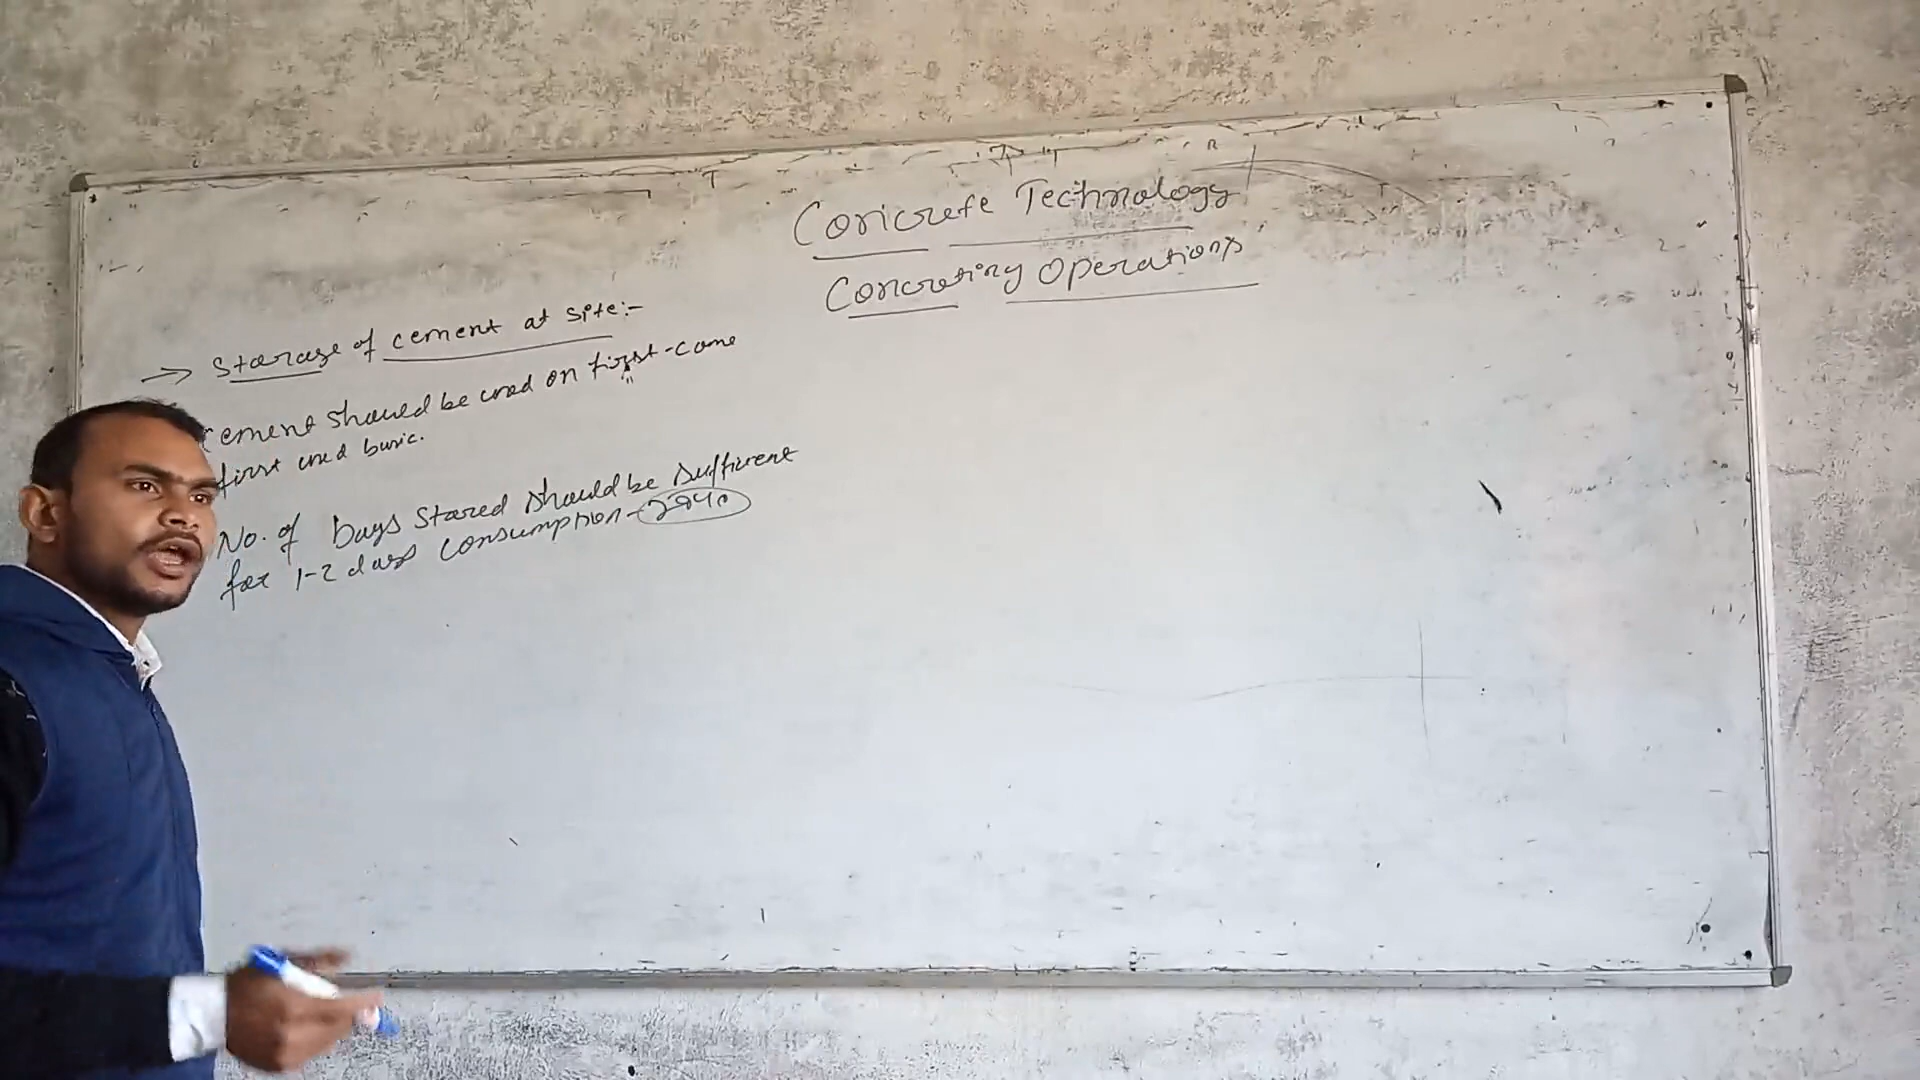 Concrete Technology
Concreting Operations
→ Storage of cement at site:-
cement should be used on first-come
first used basic.
No. of Bags Stored should be sufficient
for 1-2 days consumption-